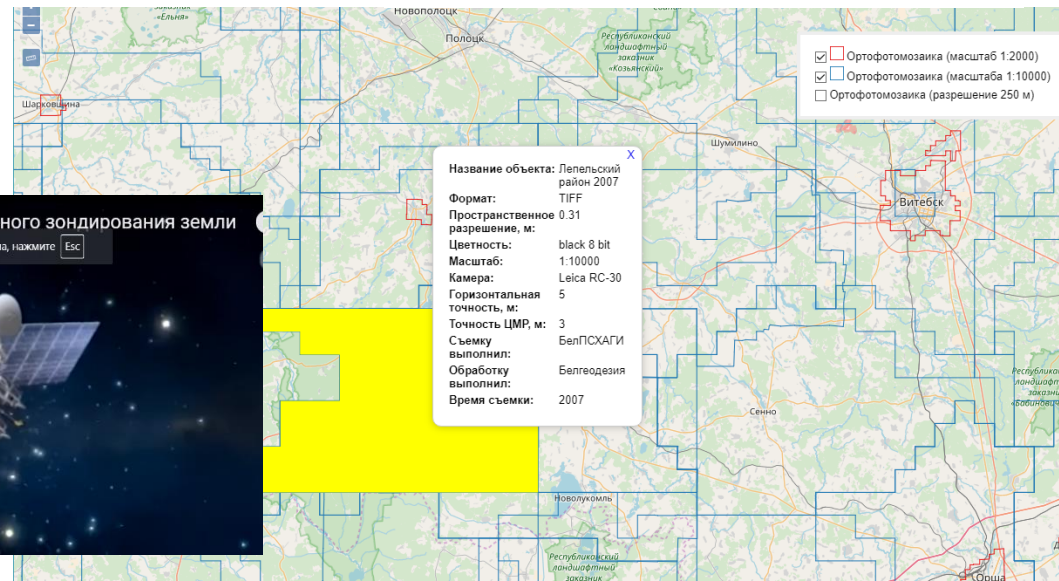 заказник
«Ельня»
Новополоцк
Полоцк
Республиканский
ландшафтный
заказник
«Козьянский»
Ортофотомозаика (масштаб 1:2000)
Ортофотомозаика (масштаба 1:10000)
Ортофотомозаика (разрешение 250 м)
Шарковщина
Шумилино
Витебск
X
Название объекта: Лепельский
район 2007
Формат: TIFF
Пространственное 0.31
разрешение, м:
Цветность: black 8 bit
Масштаб: 1:10000
Камера: Leica RC-30
Горизонтальная 5
точность, м:
Точность ЦМР, м: 3
Съемку БелПСХАГИ
выполнил:
Обработку Белгеодезия
выполнил:
Время съемки: 2007
ного зондирования земли
а, нажмите Esc
Сенно
Новолукомль
Республиканский
ландшафтный
заказник
Орша